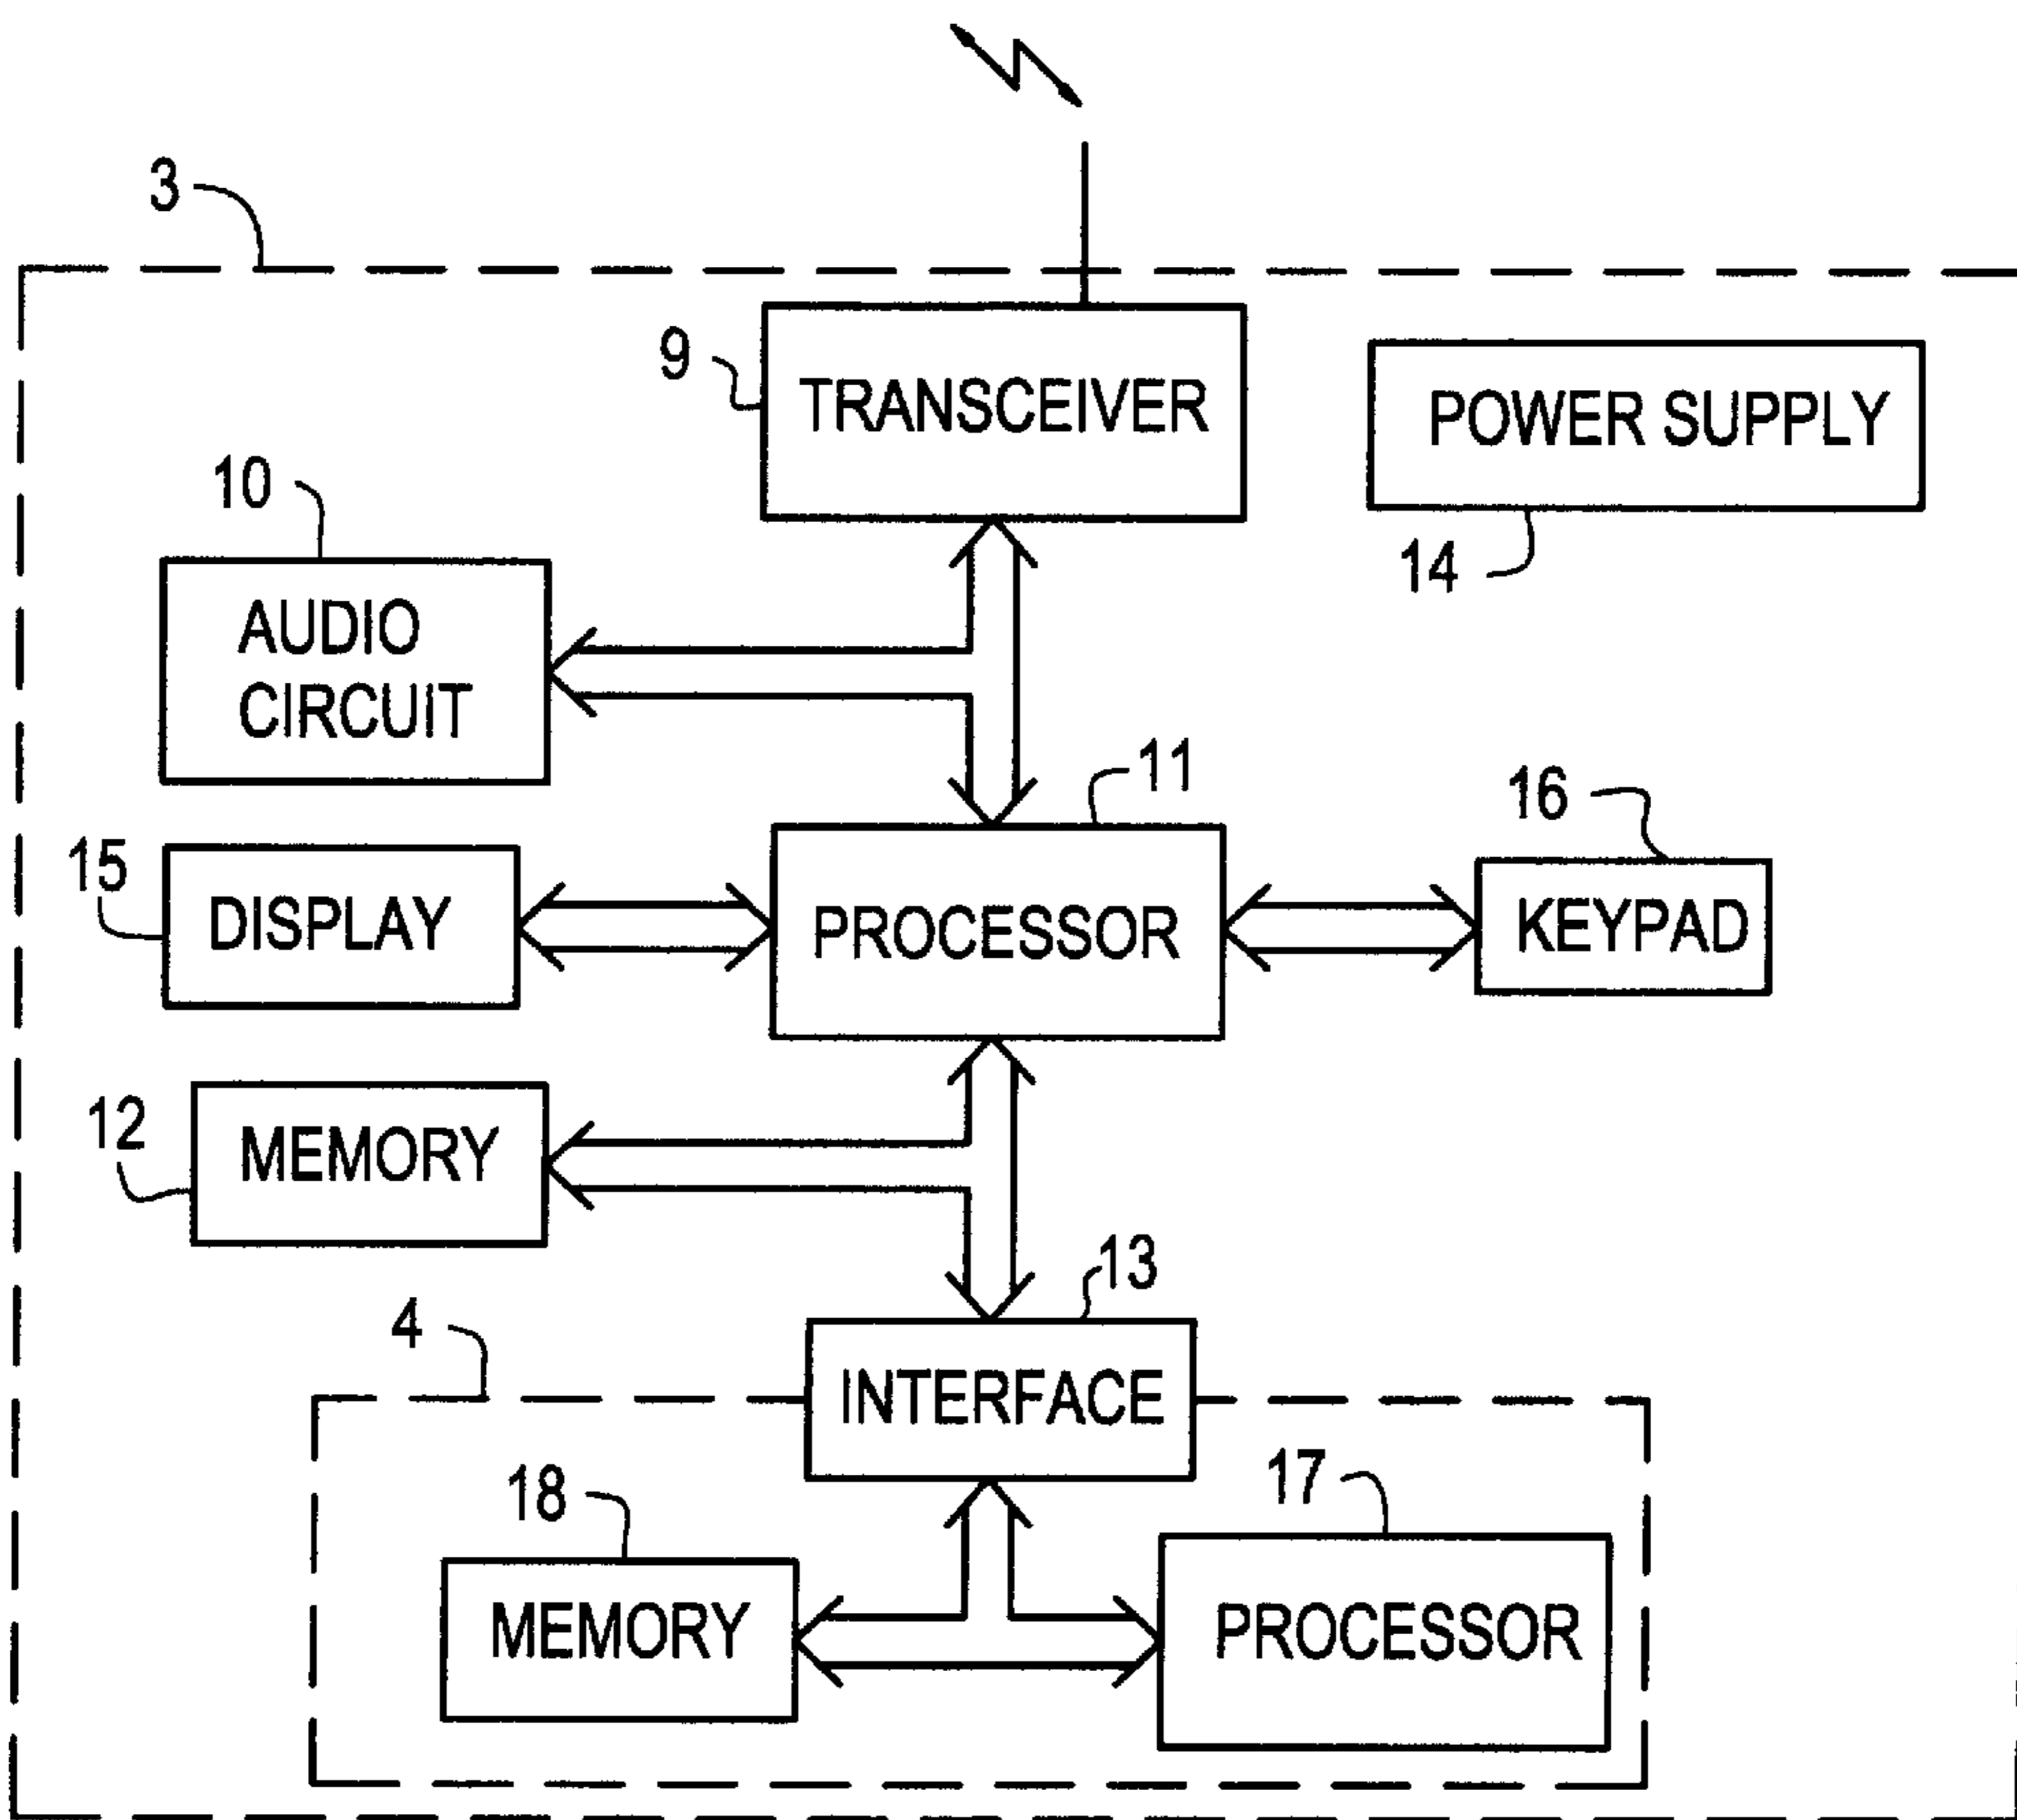 3
9
TRANSCEIVER
POWER SUPPLY
14
10
AUDIO
CIRCUIT
11
16
15
DISPLAY
PROCESSOR
KEYPAD
12
MEMORY
13
4
INTERFACE
18
17
MEMORY
PROCESSOR